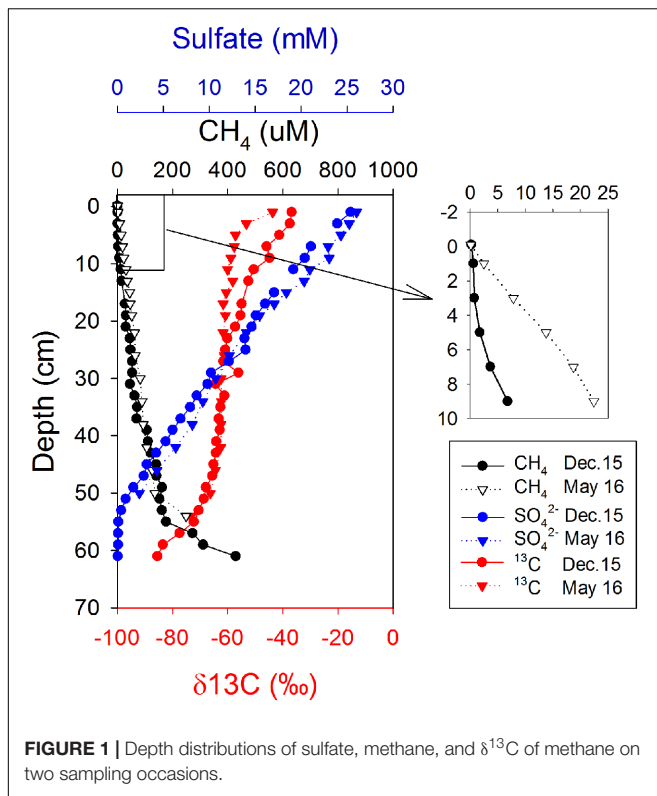 Sulfate (mM)
0 5 10 15 20 25 30
CH4 (uM)
0 200 400 600 800 1000
0
10
20
30
40
50
60
70
Depth (cm)
-100 -80 -60 -40 -20 0
δ13C (‰)
0 5 10 15 20 25
-2
0
2
4
6
8
10
CH4 Dec.15
CH4 May 16
SO4 2- Dec.15
SO4 2- May 16
13C Dec.15
13C May 16
FIGURE 1 | Depth distributions of sulfate, methane, and δ13C of methane on
two sampling occasions.